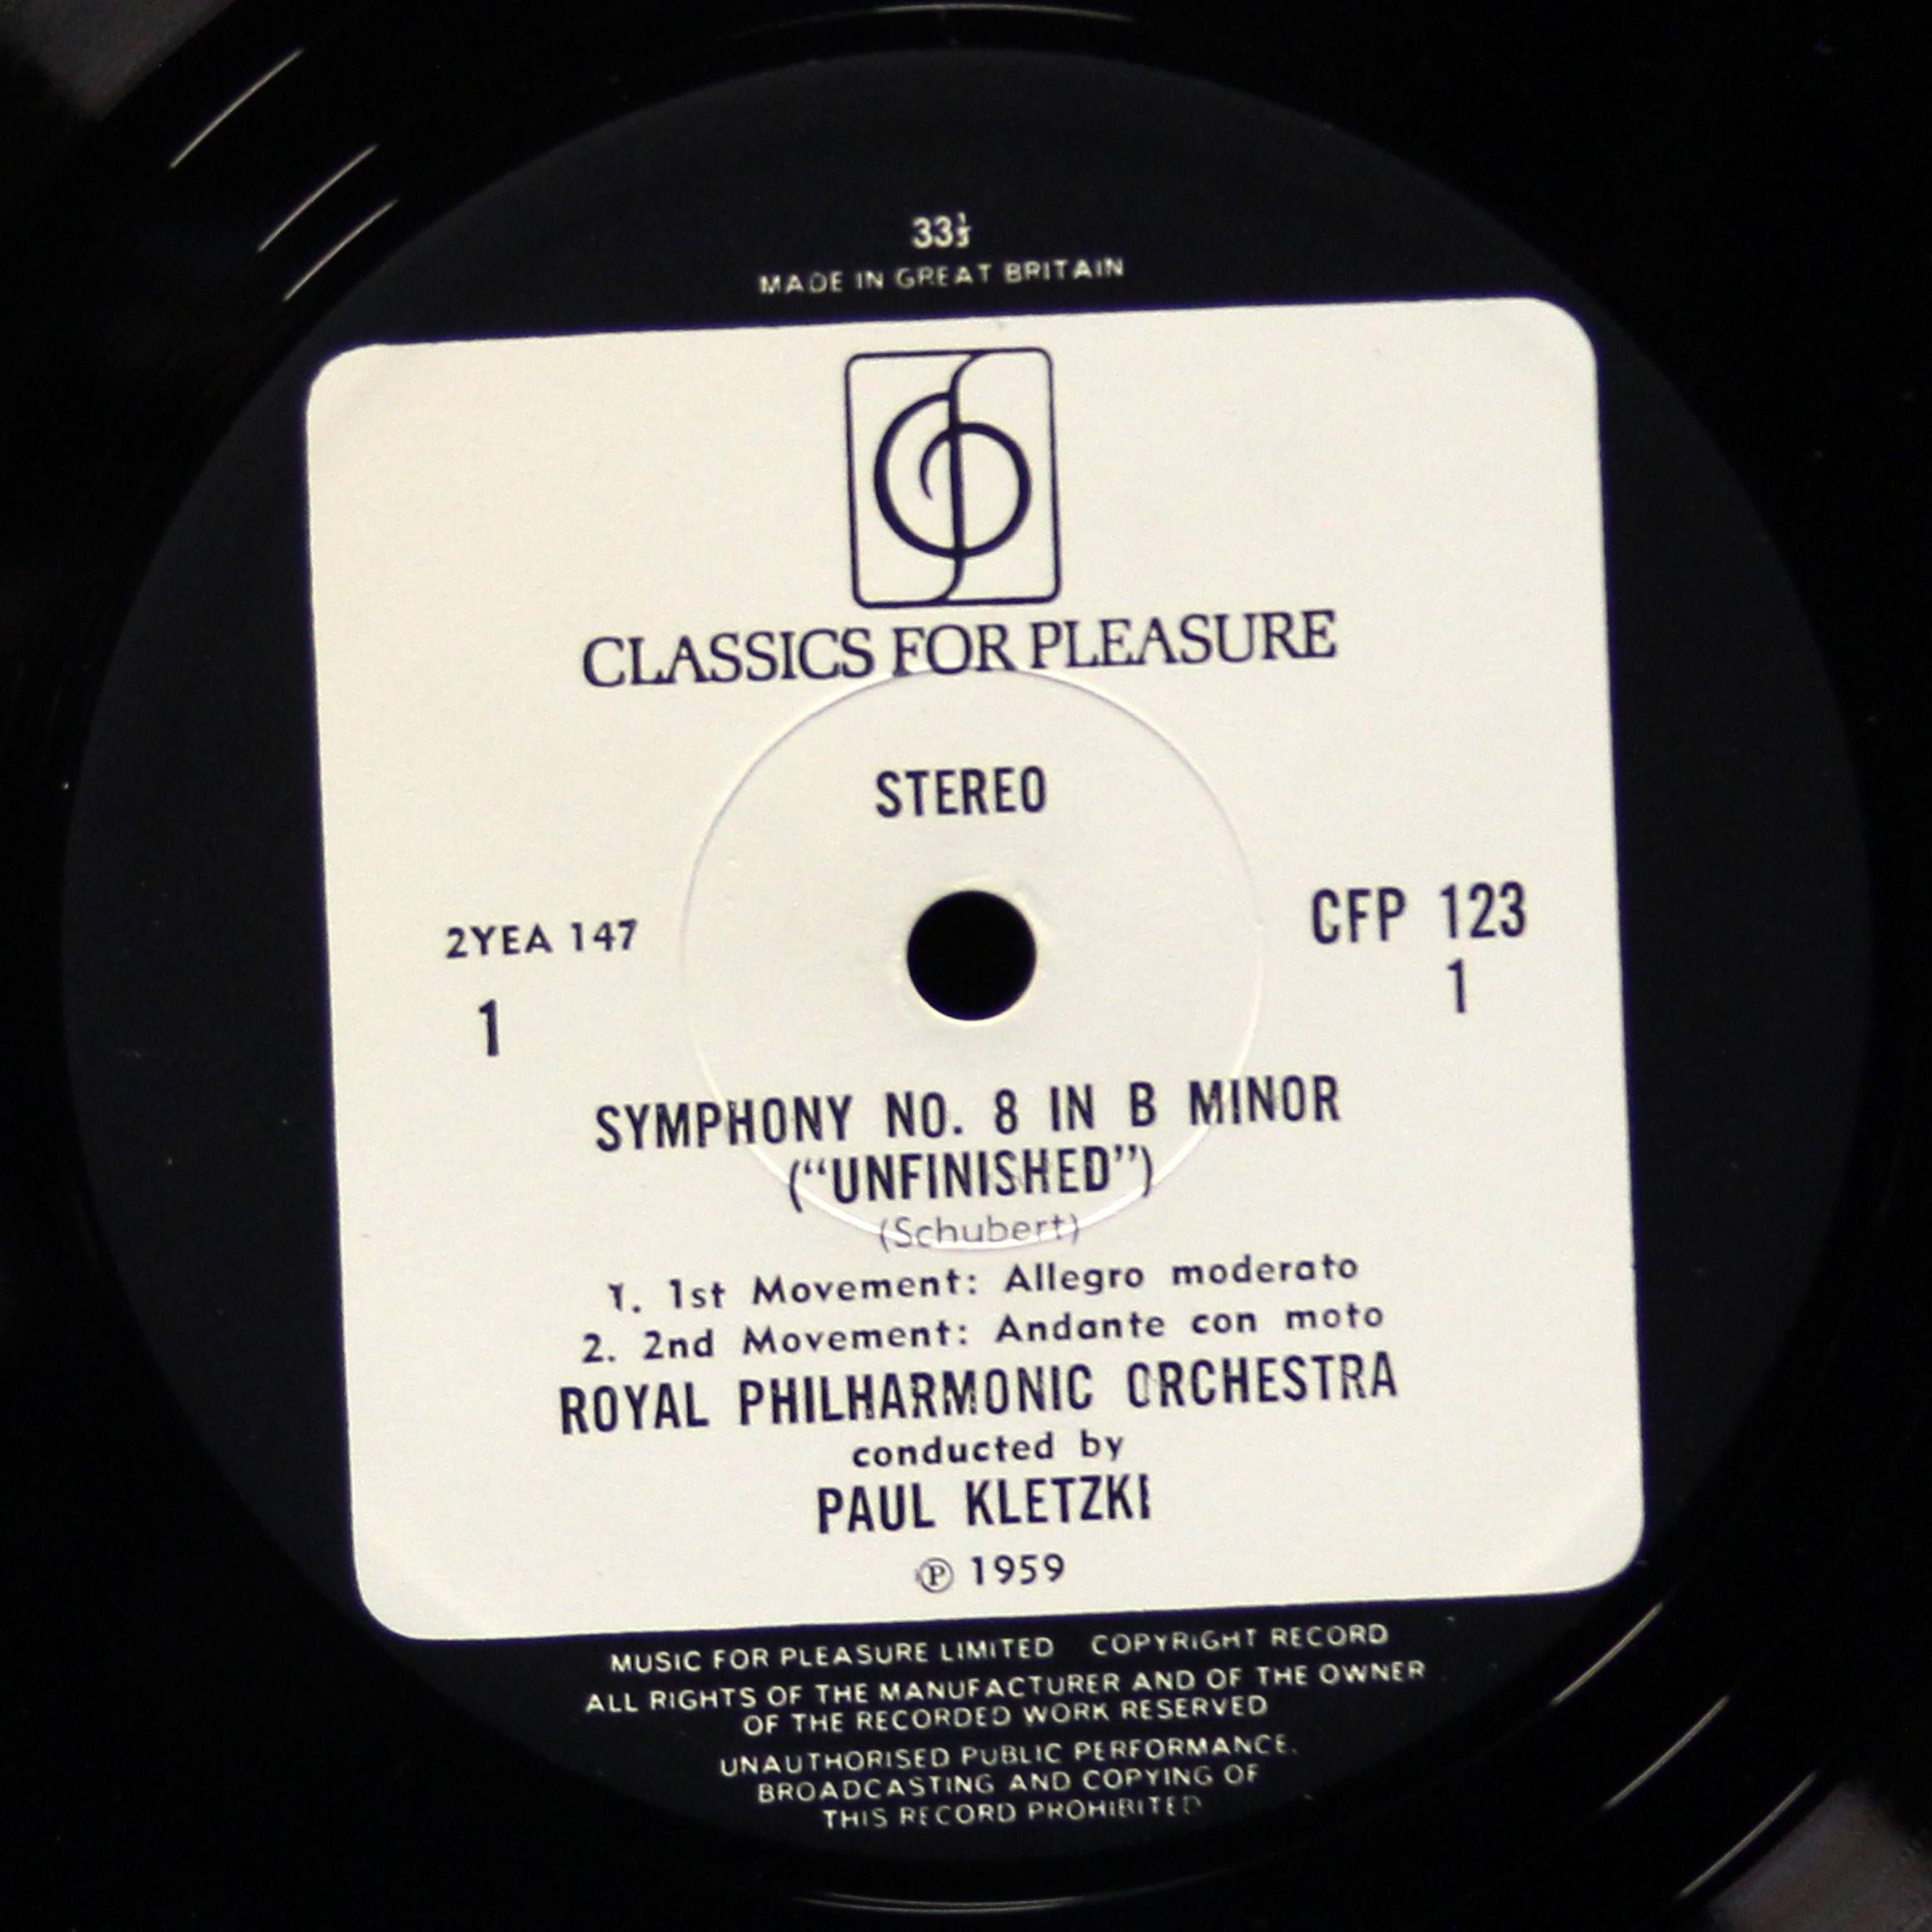 33⅓
MADE IN GREAT BRITAIN
CLASSICS FOR PLEASURE
STEREO
2YEA 147
1
CFP 123
1
SYMPHONY NO. 8 IN B MINOR
(“UNFINISHED”)
(Schubert)
1. 1st Movement: Allegro moderato
2. 2nd Movement: Andante con moto
ROYAL PHILHARMONIC ORCHESTRA
conducted by
PAUL KLETZKI
℗ 1959
MUSIC FOR PLEASURE LIMITED COPYRIGHT RECORD
ALL RIGHTS OF THE MANUFACTURER AND OF THE OWNER
OF THE RECORDED WORK RESERVED
UNAUTHORISED PUBLIC PERFORMANCE,
BROADCASTING AND COPYING OF
THIS RECORD PROHIBITED